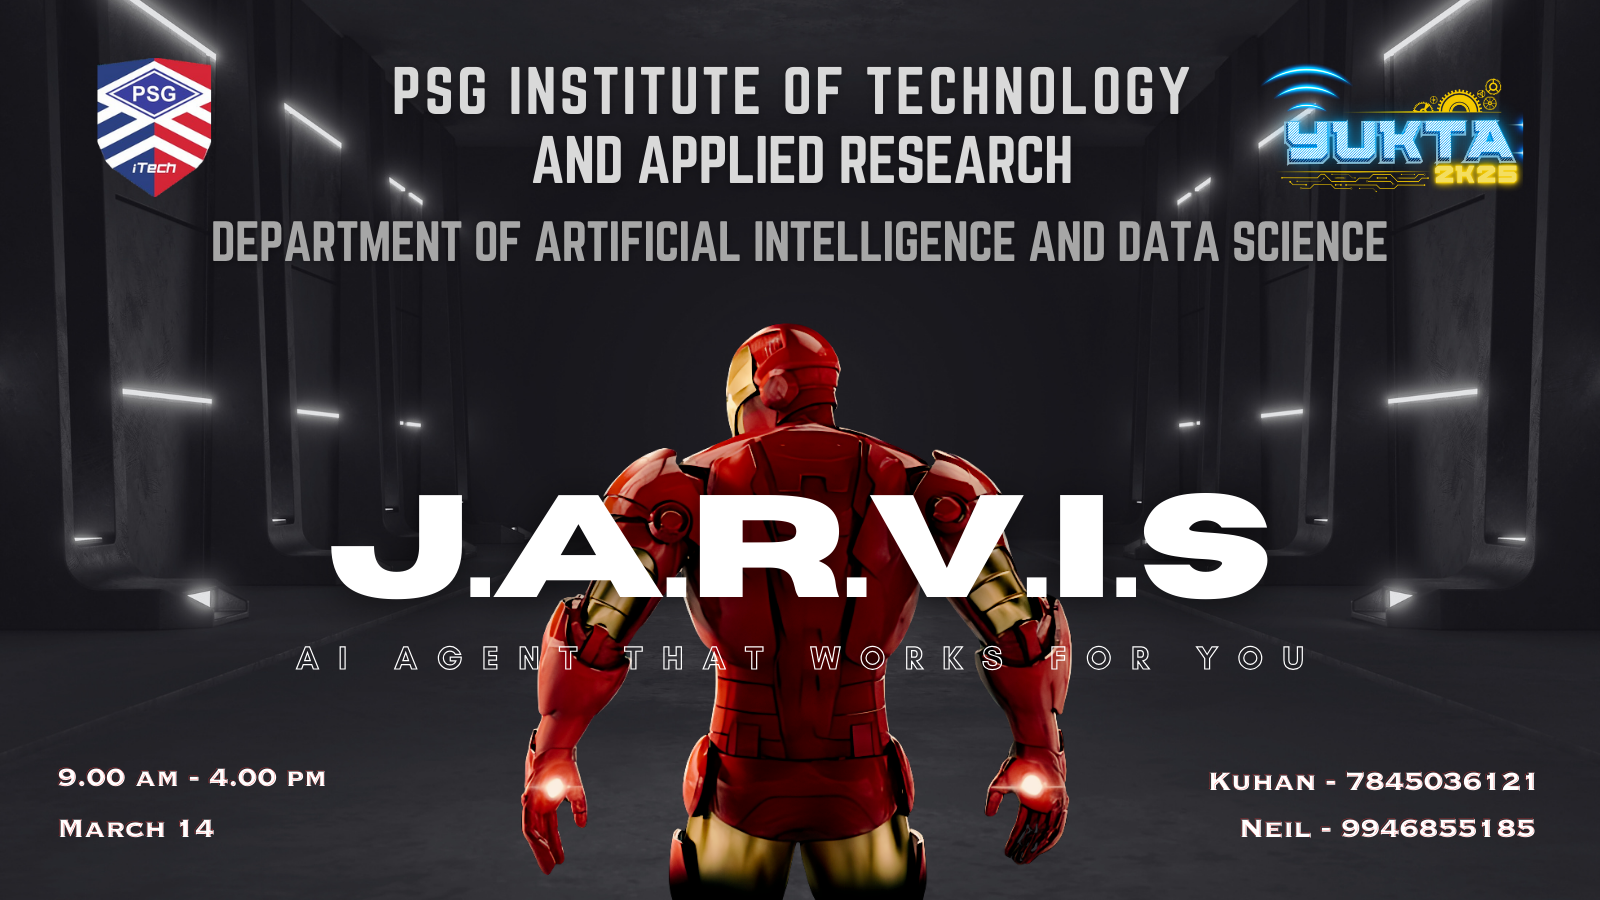 PSG
iTech
PSG INSTITUTE OF TECHNOLOGY
AND APPLIED RESEARCH
YUKTA
2K25
DEPARTMENT OF ARTIFICIAL INTELLIGENCE AND DATA SCIENCE
J.A.R.V.I.S
AI AGENT THAT WORKS FOR YOU
9.00 AM - 4.00 PM
MARCH 14
KUHAN - 7845036121
NEIL - 9946855185